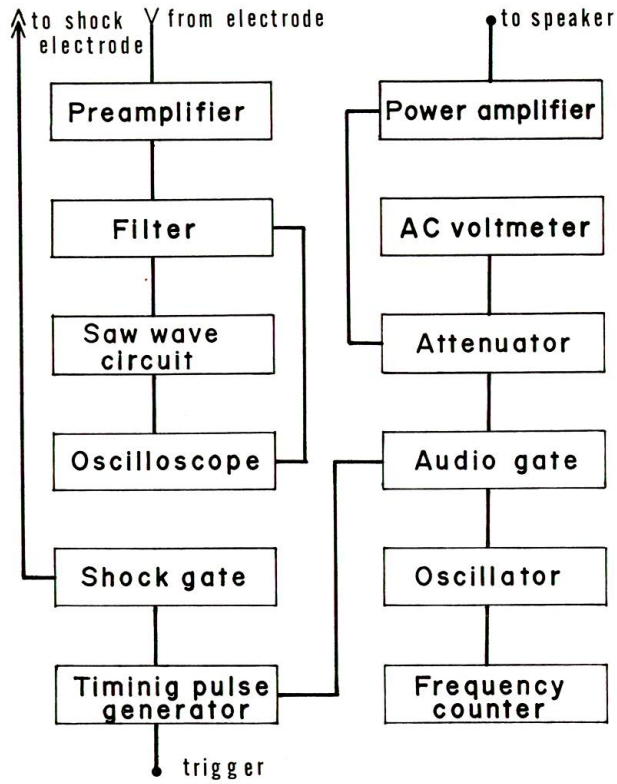 to shock
electrode
from electrode
Preamplifier
Filter
Saw wave
circuit
Oscilloscope
Shock gate
Timinig pulse
generator
trigger
to speaker
Power amplifier
AC voltmeter
Attenuator
Audio gate
Oscillator
Frequency
counter